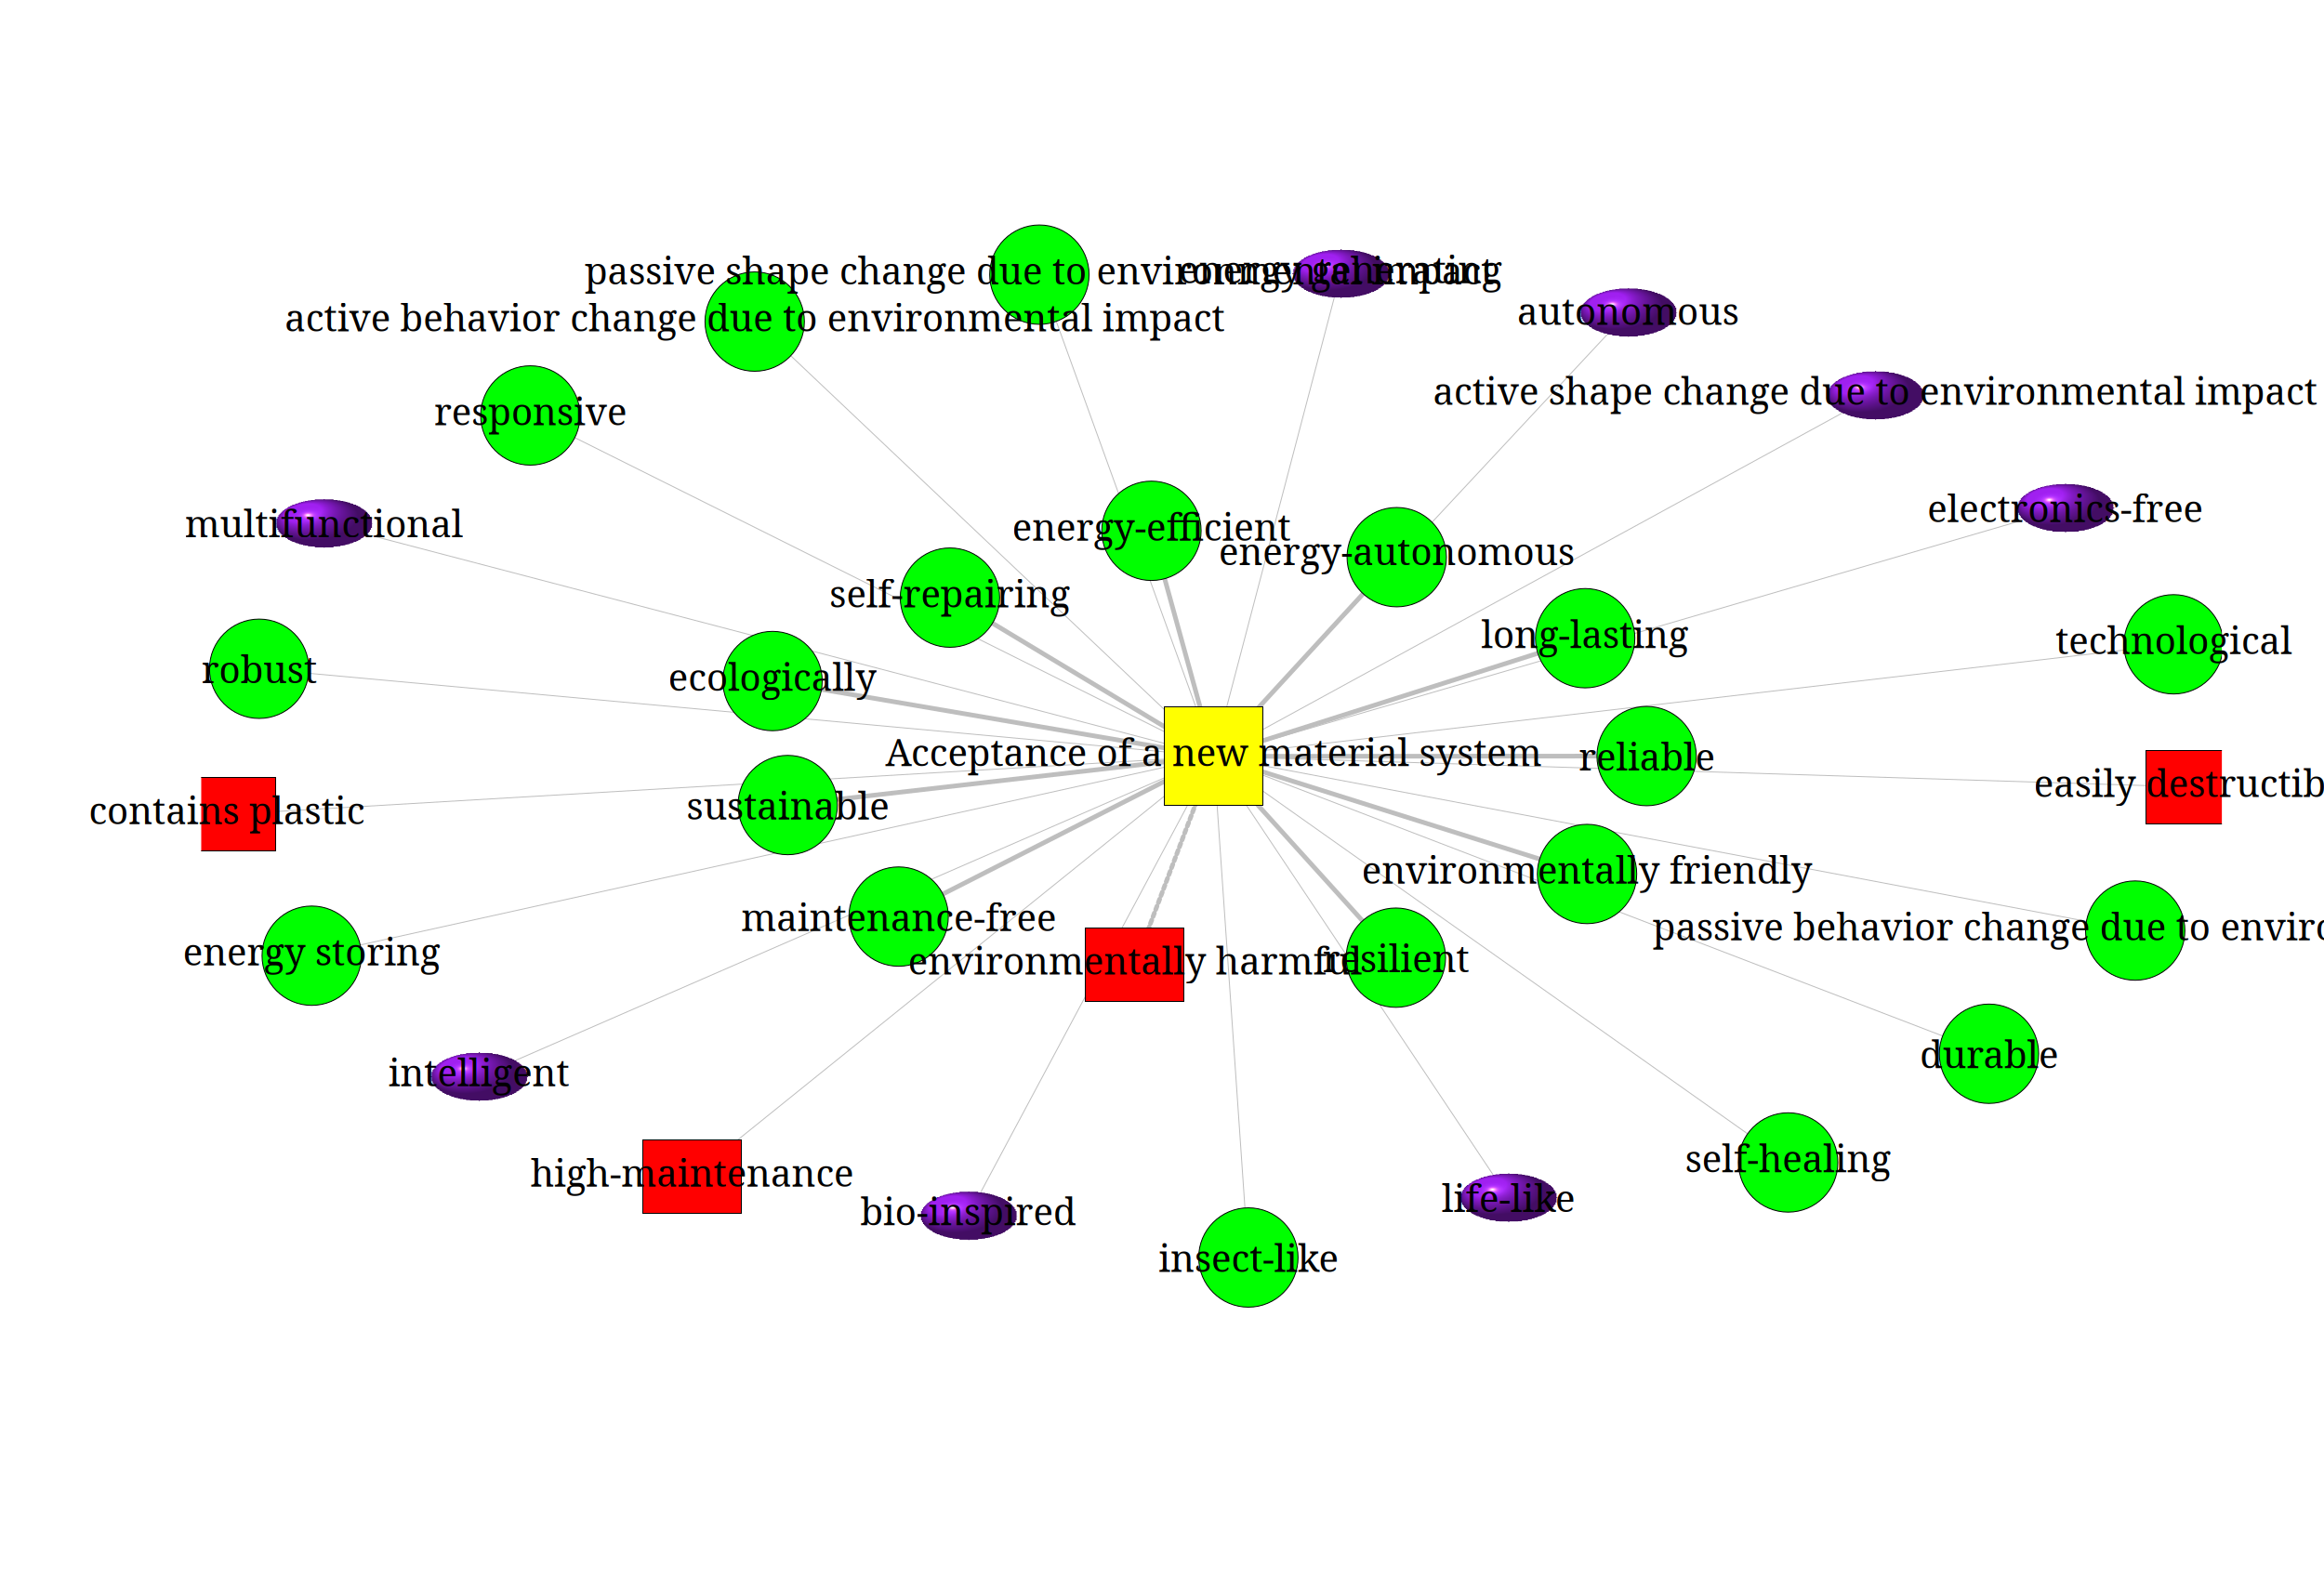 passive shape change due to environmental impact
energy generating
autonomous
active behavior change due to environmental impact
active shape change due to environmental impact
responsive
multifunctional
electronics-free
energy-efficient
energy-autonomous
self-repairing
long-lasting
technological
robust
ecologically
Acceptance of a new material system
reliable
easily destructib
contains plastic
sustainable
environmentally friendly
maintenance-free
passive behavior change due to enviro
energy storing
environmentally harmful
resilient
durable
intelligent
high-maintenance
self-healing
bio-inspired
life-like
insect-like